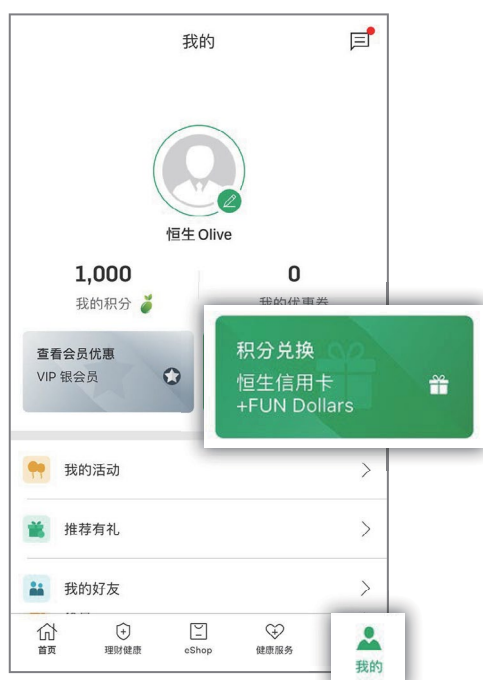 我的
恒生 Olive
1,000
0
我的积分
我的优惠券
查看会员优惠
VIP 银会员
积分兑换
恒生信用卡
+FUN Dollars
我的活动
推荐有礼
我的好友
首页
理财健康
eShop
健康服务
我的